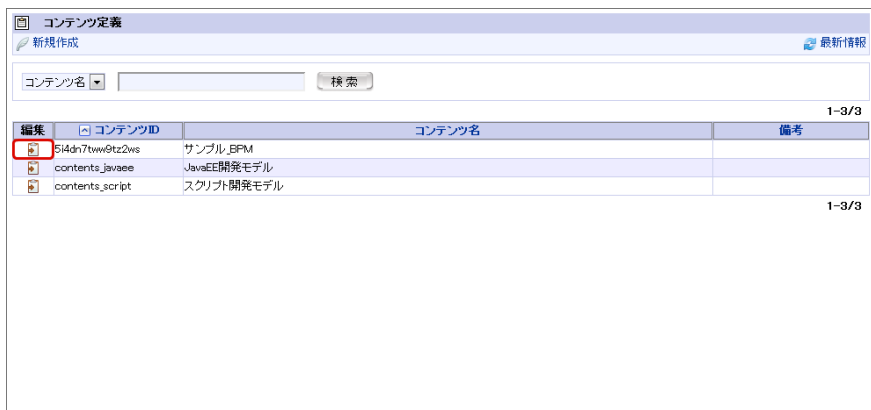 コンテンツ定義
新規作成 最新情報
コンテンツ名 検索
1-3/3
編集 コンテンツID コンテンツ名 備考
5i4dn7tww9tz2ws サンプル_BPM
contents_javaee JavaEE開発モデル
contents_script スクリプト開発モデル
1-3/3